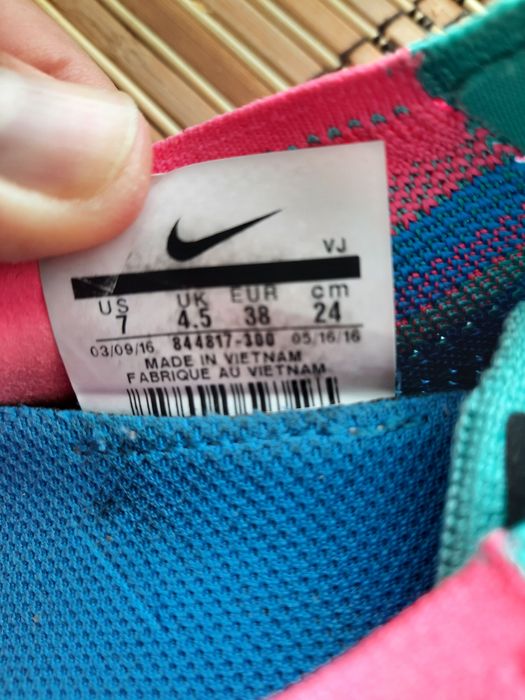 VJ
US UK EUR cm
7 4.5 38 24
03/09/16 844817-300 05/16/16
MADE IN VIETNAM
FABRIQUE AU VIETNAM